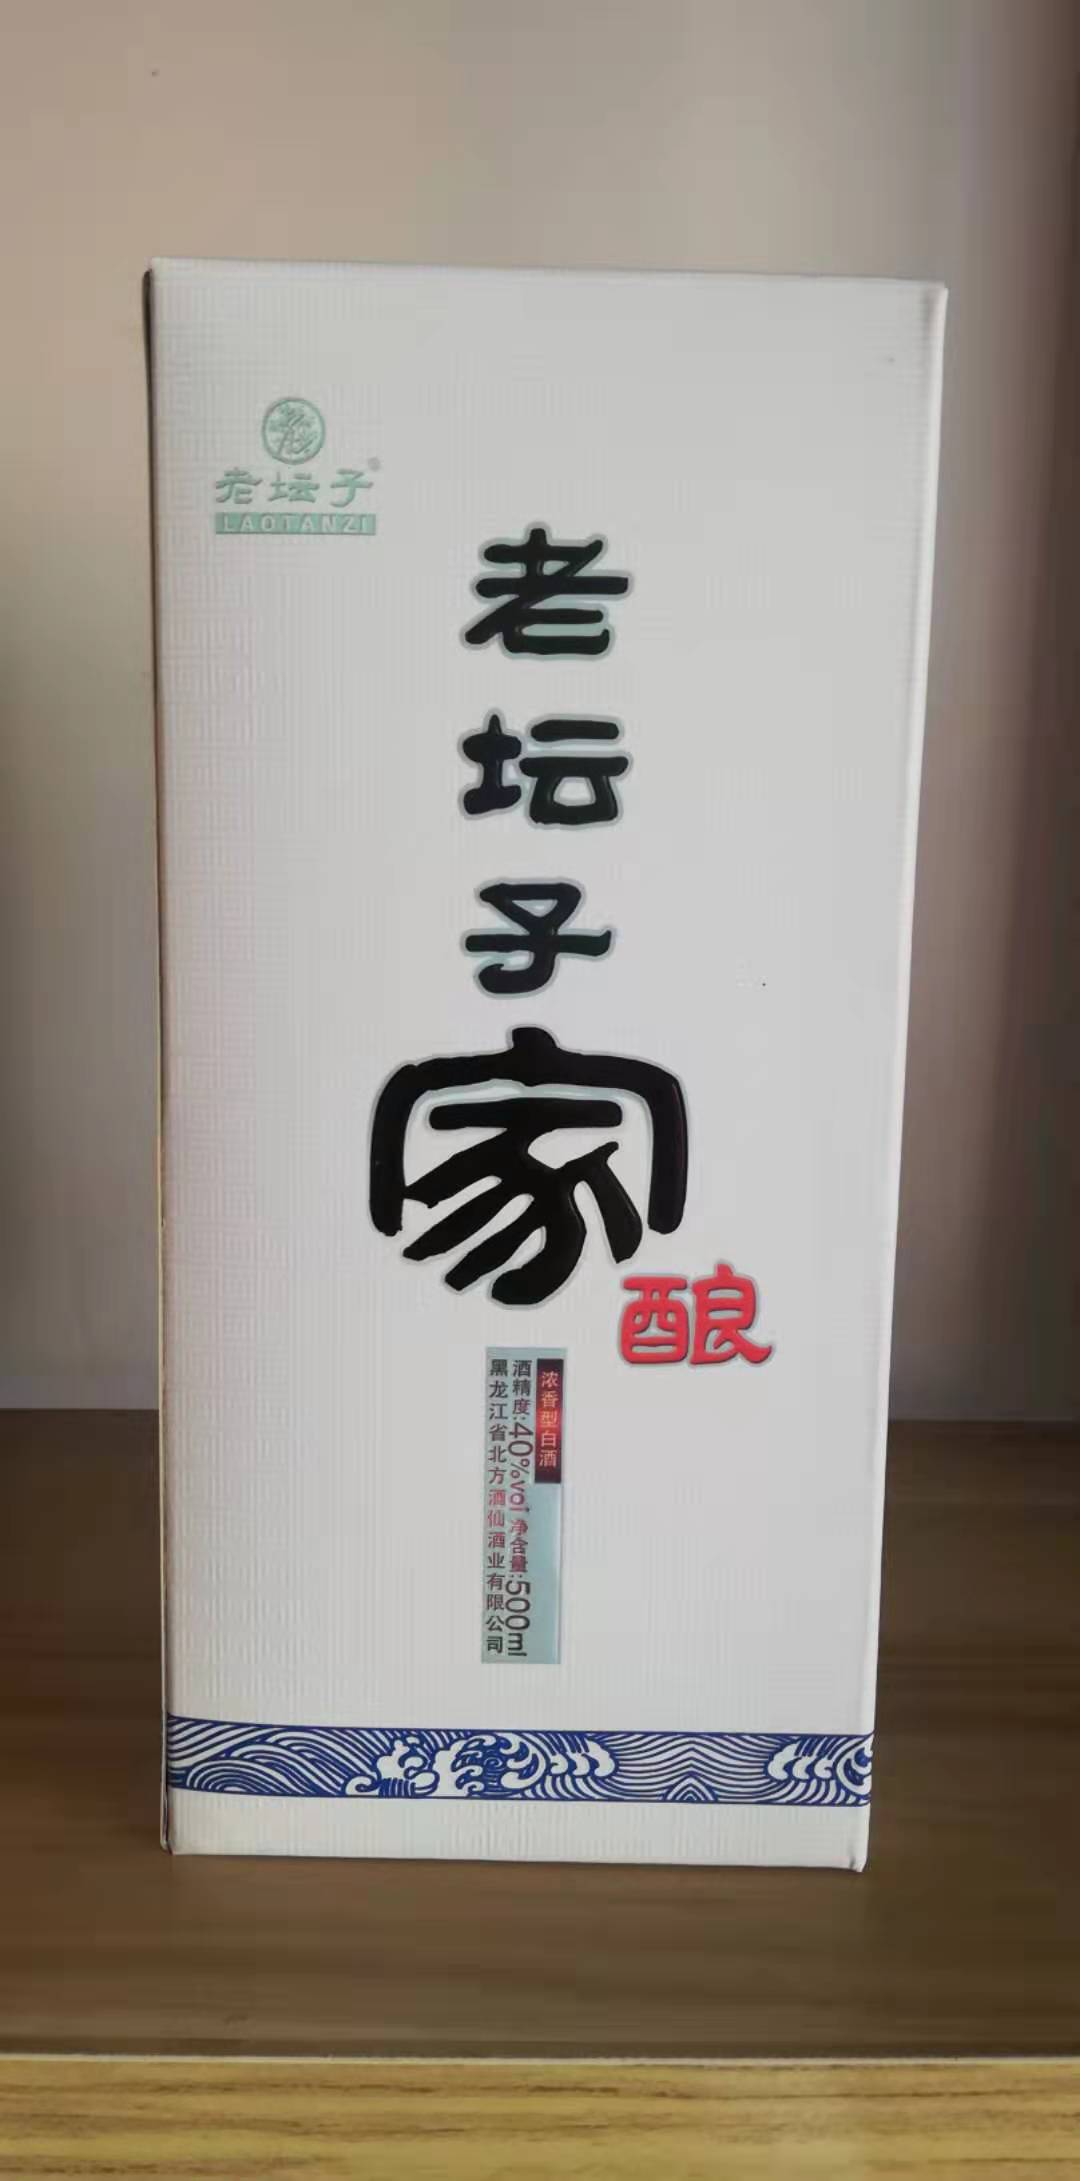 老坛子®
LAOTANZI
老坛子家酿
浓香型白酒
酒精度:40%vol 净含量:500ml
黑龙江省北方酒仙酒业有限公司